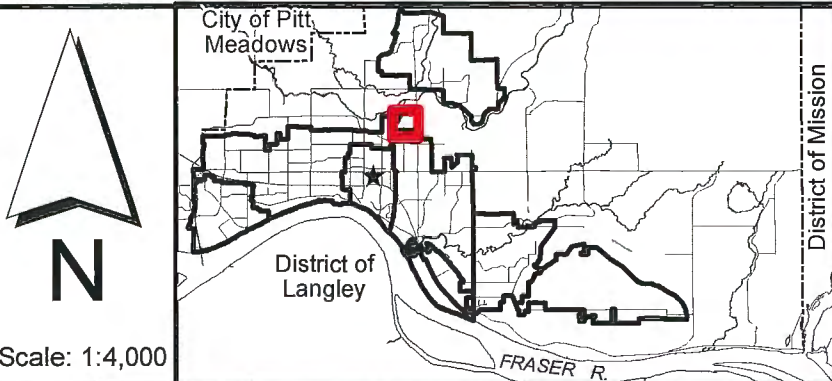 City of Pitt
Meadows
District of Mission
District of
Langley
N
Scale: 1:4,000
FRASER R.